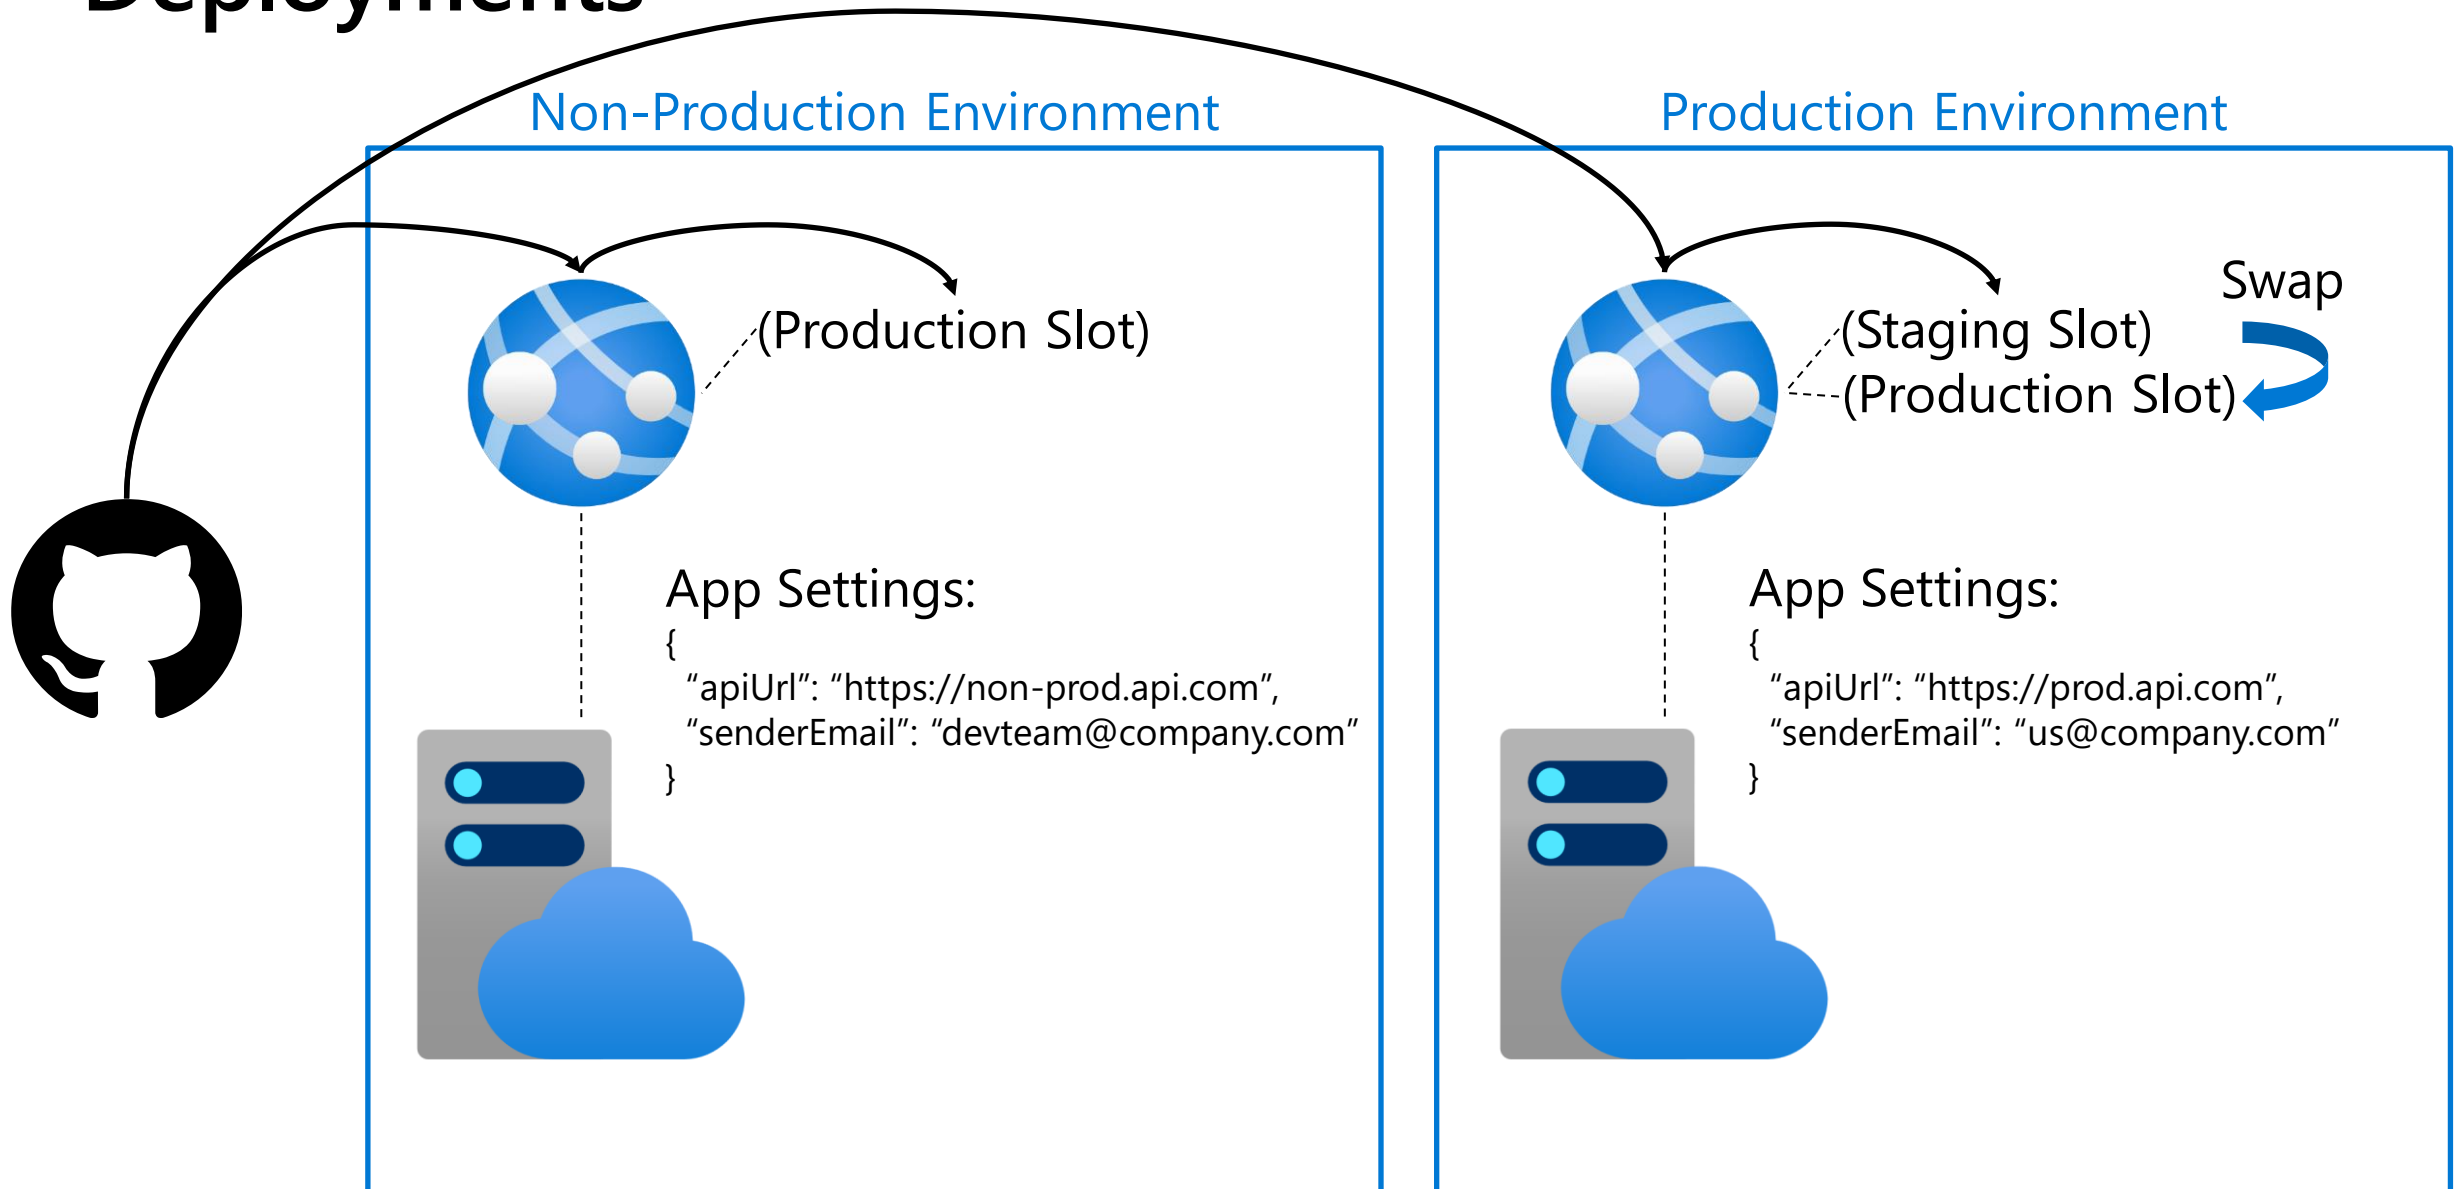 Deployments
Non-Production Environment
Production Environment
(Production Slot)
App Settings:
{
“apiUrl”: “https://non-prod.api.com”,
“senderEmail”: “devteam@company.com”
}
Swap
(Staging Slot)
(Production Slot)
App Settings:
{
“apiUrl”: “https://prod.api.com”,
“senderEmail”: “us@company.com”
}